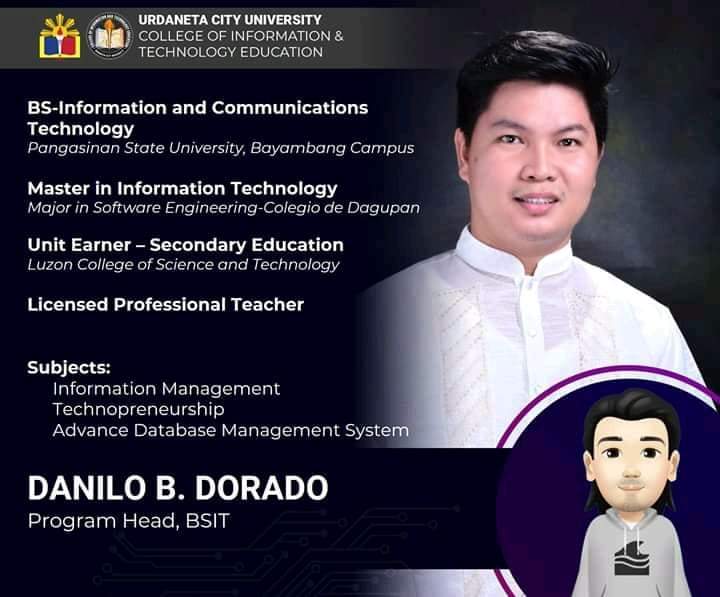 URDANETA CITY UNIVERSITY
COLLEGE OF INFORMATION &
TECHNOLOGY EDUCATION
BS-Information and Communications
Technology
Pangasinan State University, Bayambang Campus
Master in Information Technology
Major in Software Engineering-Colegio de Dagupan
Unit Earner – Secondary Education
Luzon College of Science and Technology
Licensed Professional Teacher
Subjects:
Information Management
Technopreneurship
Advance Database Management System
DANILO B. DORADO
Program Head, BSIT